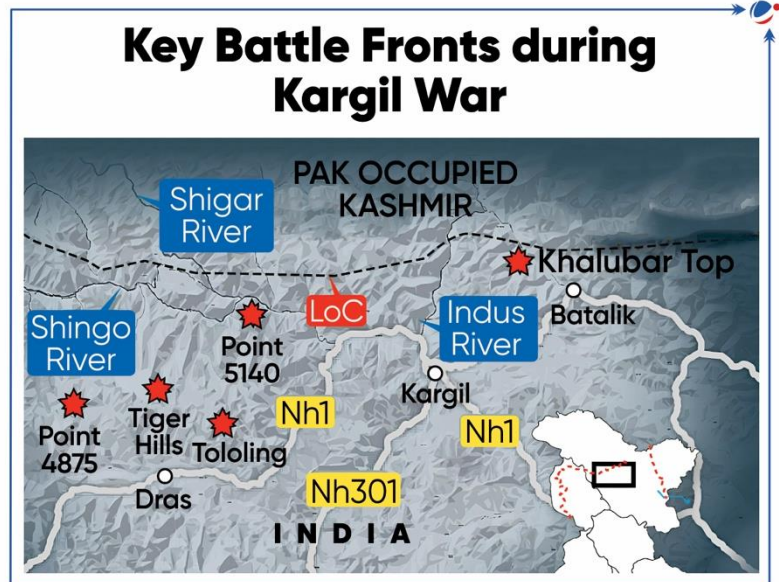 Key Battle Fronts during
Kargil War
PAK OCCUPIED
KASHMIR
Shigar
River
Khalubar Top
LoC
Indus
River
Batalik
Shingo
River
Point
5140
Kargil
Point
4875
Tiger
Hills
Tololing
Nh1
Nh1
Dras
Nh301
INDIA